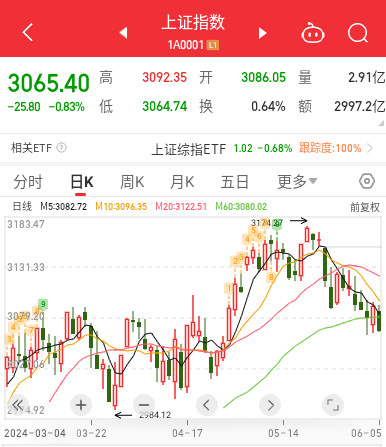 上证指数
1A0001 L1
3065.40 高 3092.35 开 3086.05 量 2.91亿
-25.80 -0.83% 低 3064.74 换 0.64% 额 2997.2亿
相关ETF ? 上证综指ETF 1.02 -0.68% 跟踪度:100%
分时 日K 周K 月K 五日 更多
日线 M5:3082.72 M10:3096.35 M20:3122.51 M60:3080.02 前复权
3183.47
3174.27
3131.33
3079.20
2984.12
2024-03-04 03-22 04-17 05-14 06-05